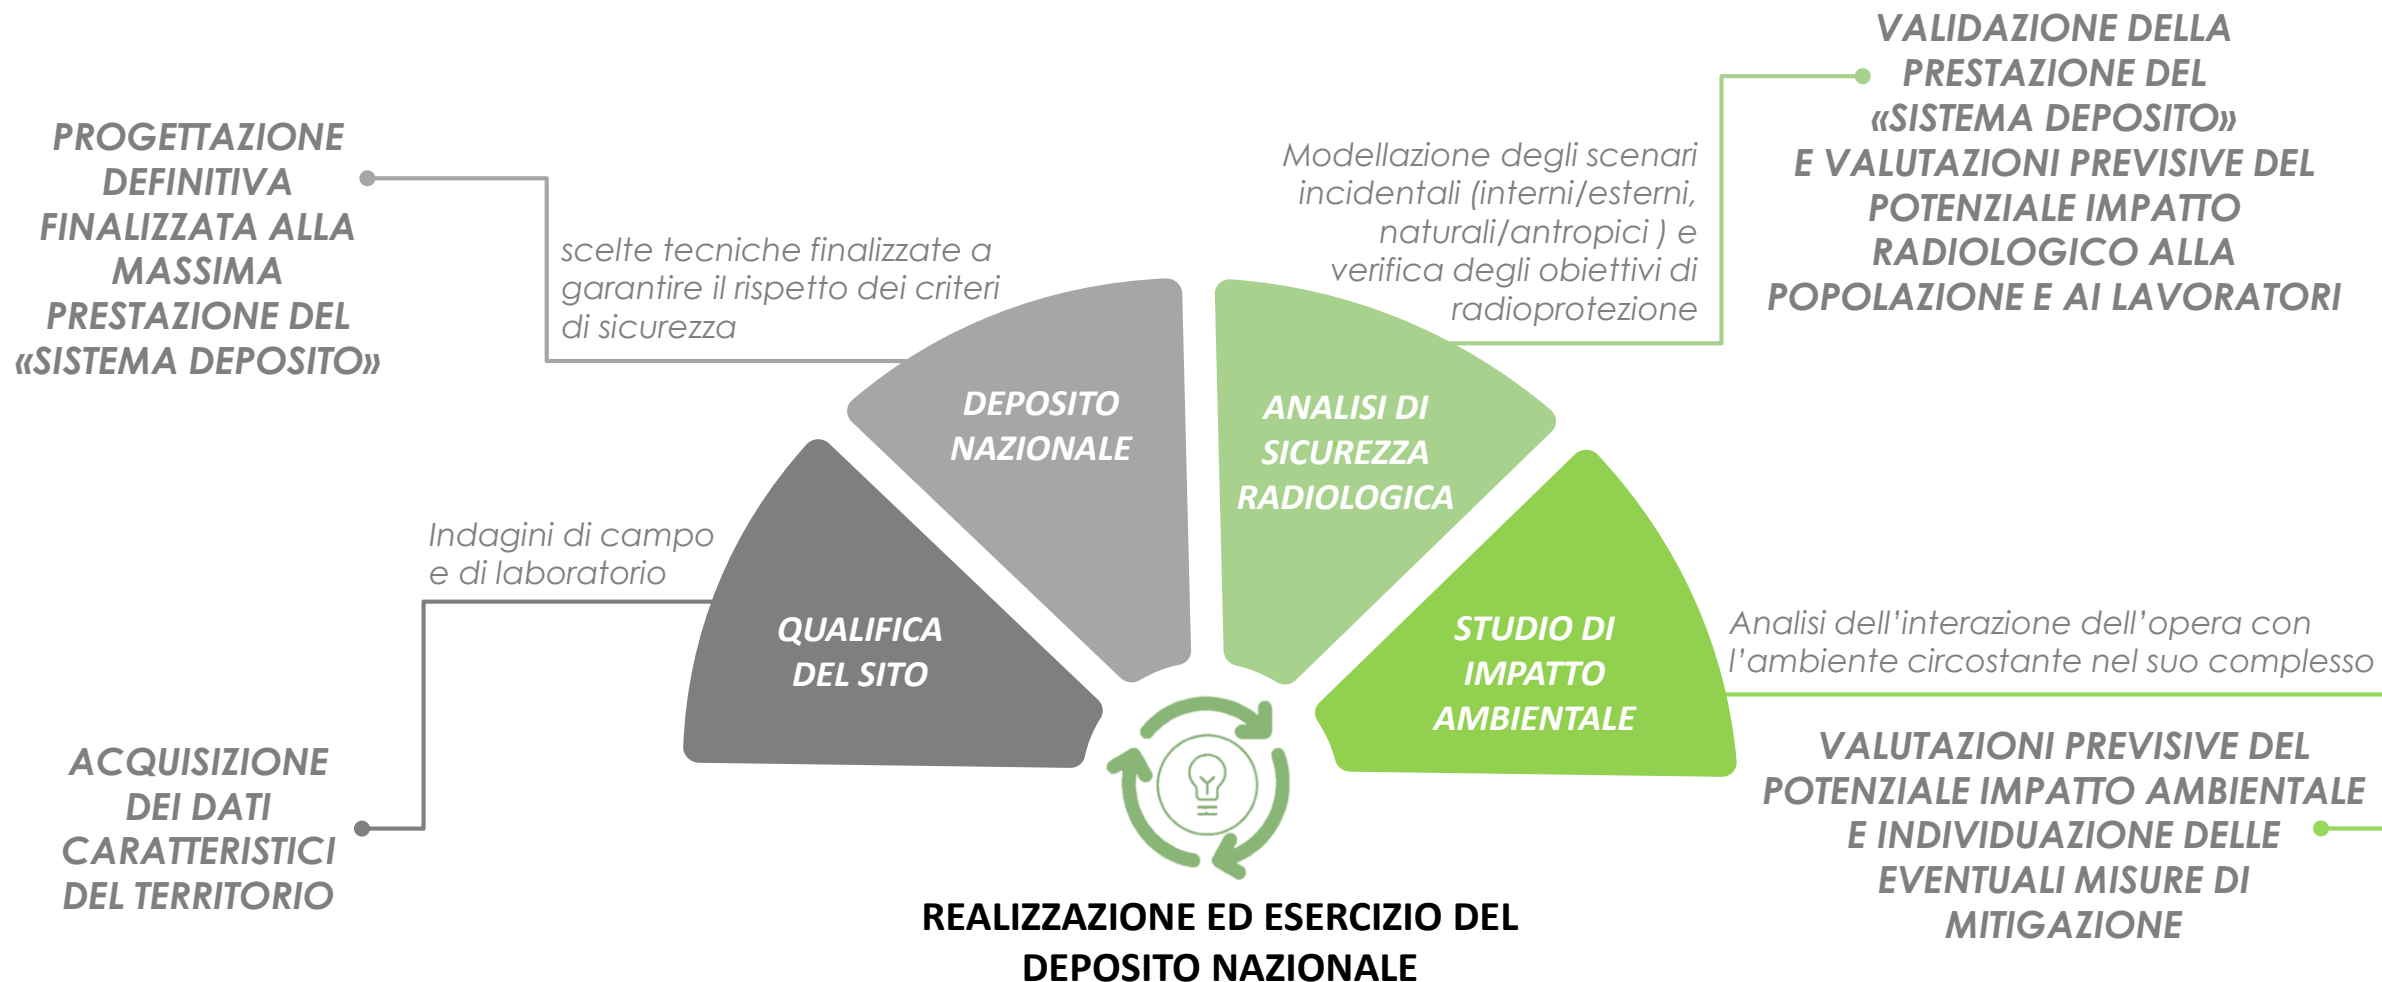 PROGETTAZIONE
DEFINITIVA
FINALIZZATA ALLA
MASSIMA
PRESTAZIONE DEL
«SISTEMA DEPOSITO»
scelte tecniche finalizzate a
garantire il rispetto dei criteri
di sicurezza
Modellazione degli scenari
incidentali (interni/esterni,
naturali/antropici ) e
verifica degli obiettivi di
radioprotezione
VALIDAZIONE DELLA
PRESTAZIONE DEL
«SISTEMA DEPOSITO»
E VALUTAZIONI PREVISIVE DEL
POTENZIALE IMPATTO
RADIOLOGICO ALLA
POPOLAZIONE E AI LAVORATORI
DEPOSITO
NAZIONALE
ANALISI DI
SICUREZZA
RADIOLOGICA
Indagini di campo
e di laboratorio
QUALIFICA
DEL SITO
STUDIO DI
IMPATTO
AMBIENTALE
Analisi dell’interazione dell’opera con
l’ambiente circostante nel suo complesso
ACQUISIZIONE
DEI DATI
CARATTERISTICI
DEL TERRITORIO
VALUTAZIONI PREVISIVE DEL
POTENZIALE IMPATTO AMBIENTALE
E INDIVIDUAZIONE DELLE
EVENTUALI MISURE DI
MITIGAZIONE
REALIZZAZIONE ED ESERCIZIO DEL
DEPOSITO NAZIONALE